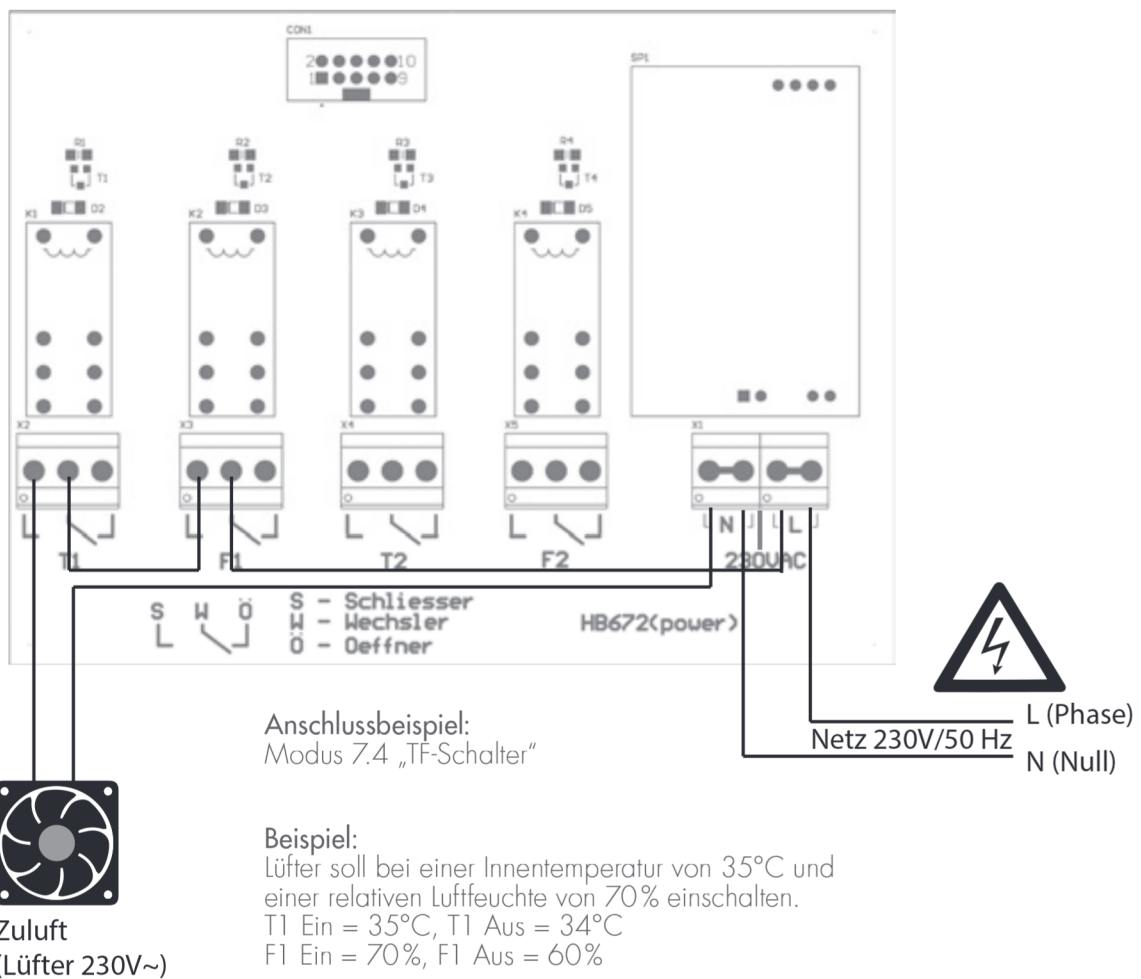 CON1
2 10
1 9
SP1
R1
R2
R3
R4
T1
T2
T3
T4
K1
D2
K2
D3
K3
D4
K4
D5
X2
X3
X4
X5
X1
N
L
T1
F1
T2
F2
230VAC
S W Ö
S - Schliesser
W - Wechsler
Ö - Oeffner
HB672(power)
L (Phase)
Netz 230V/50 Hz
N (Null)
Anschlussbeispiel:
Modus 7.4 „TF-Schalter“
Beispiel:
Lüfter soll bei einer Innentemperatur von 35°C und
einer relativen Luftfeuchte von 70% einschalten.
T1 Ein = 35°C, T1 Aus = 34°C
F1 Ein = 70%, F1 Aus = 60%
Zuluft
(Lüfter 230V~)